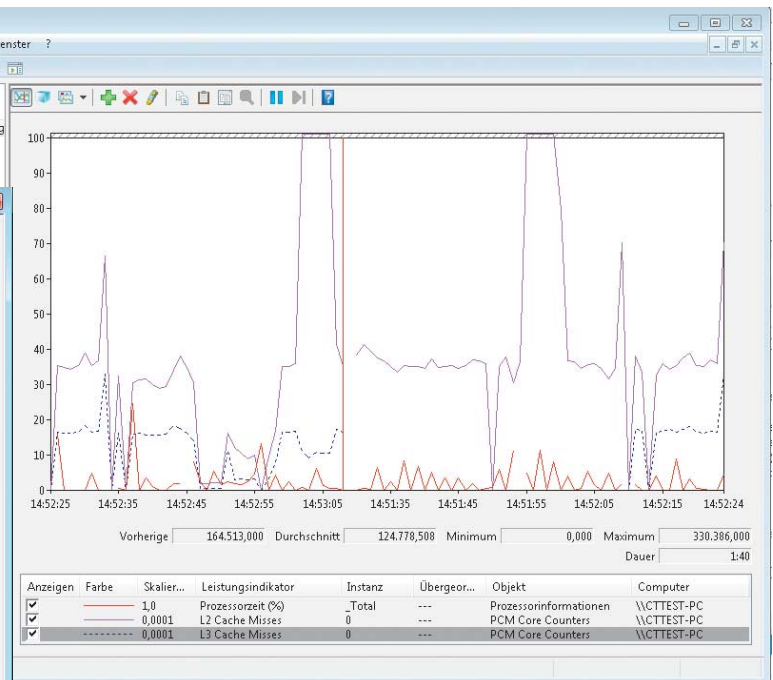 enster ?
100
90
80
70
60
50
40
30
20
10
0
14:52:25 14:52:35 14:52:45 14:52:55 14:53:05 14:51:35 14:51:45 14:51:55 14:52:05 14:52:15 14:52:24
Vorherige 164.513,000 Durchschnitt 124.778,508 Minimum 0,000 Maximum 330.386,000
Dauer 1:40
Anzeigen Farbe Skalier... Leistungsindikator Instanz Übergeor... Objekt Computer
1,0 Prozessorzeit (%) _Total --- Prozessorinformationen \\CTTEST-PC
0,0001 L2 Cache Misses 0 --- PCM Core Counters \\CTTEST-PC
0,0001 L3 Cache Misses 0 --- PCM Core Counters \\CTTEST-PC